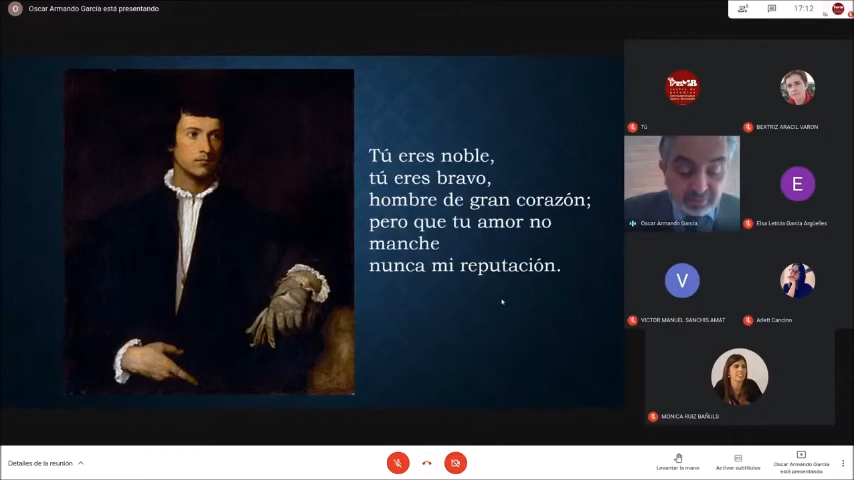 O
Oscar Armando García está presentando
17:12
Tú
Tú eres noble,
tú eres bravo,
hombre de gran corazón;
pero que tu amor no
manche
nunca mi reputación.
Tú
BEATRIZ ARACIL VARON
Oscar Armando García
E
Elsa Leticia García Argüelles
V
VICTOR MANUEL SANCHIS AMAT
Arlett Cancino
MONICA RUIZ BAÑULS
Detalles de la reunión
Levantar la mano
Activar subtítulos
Oscar Armando García
está presentando